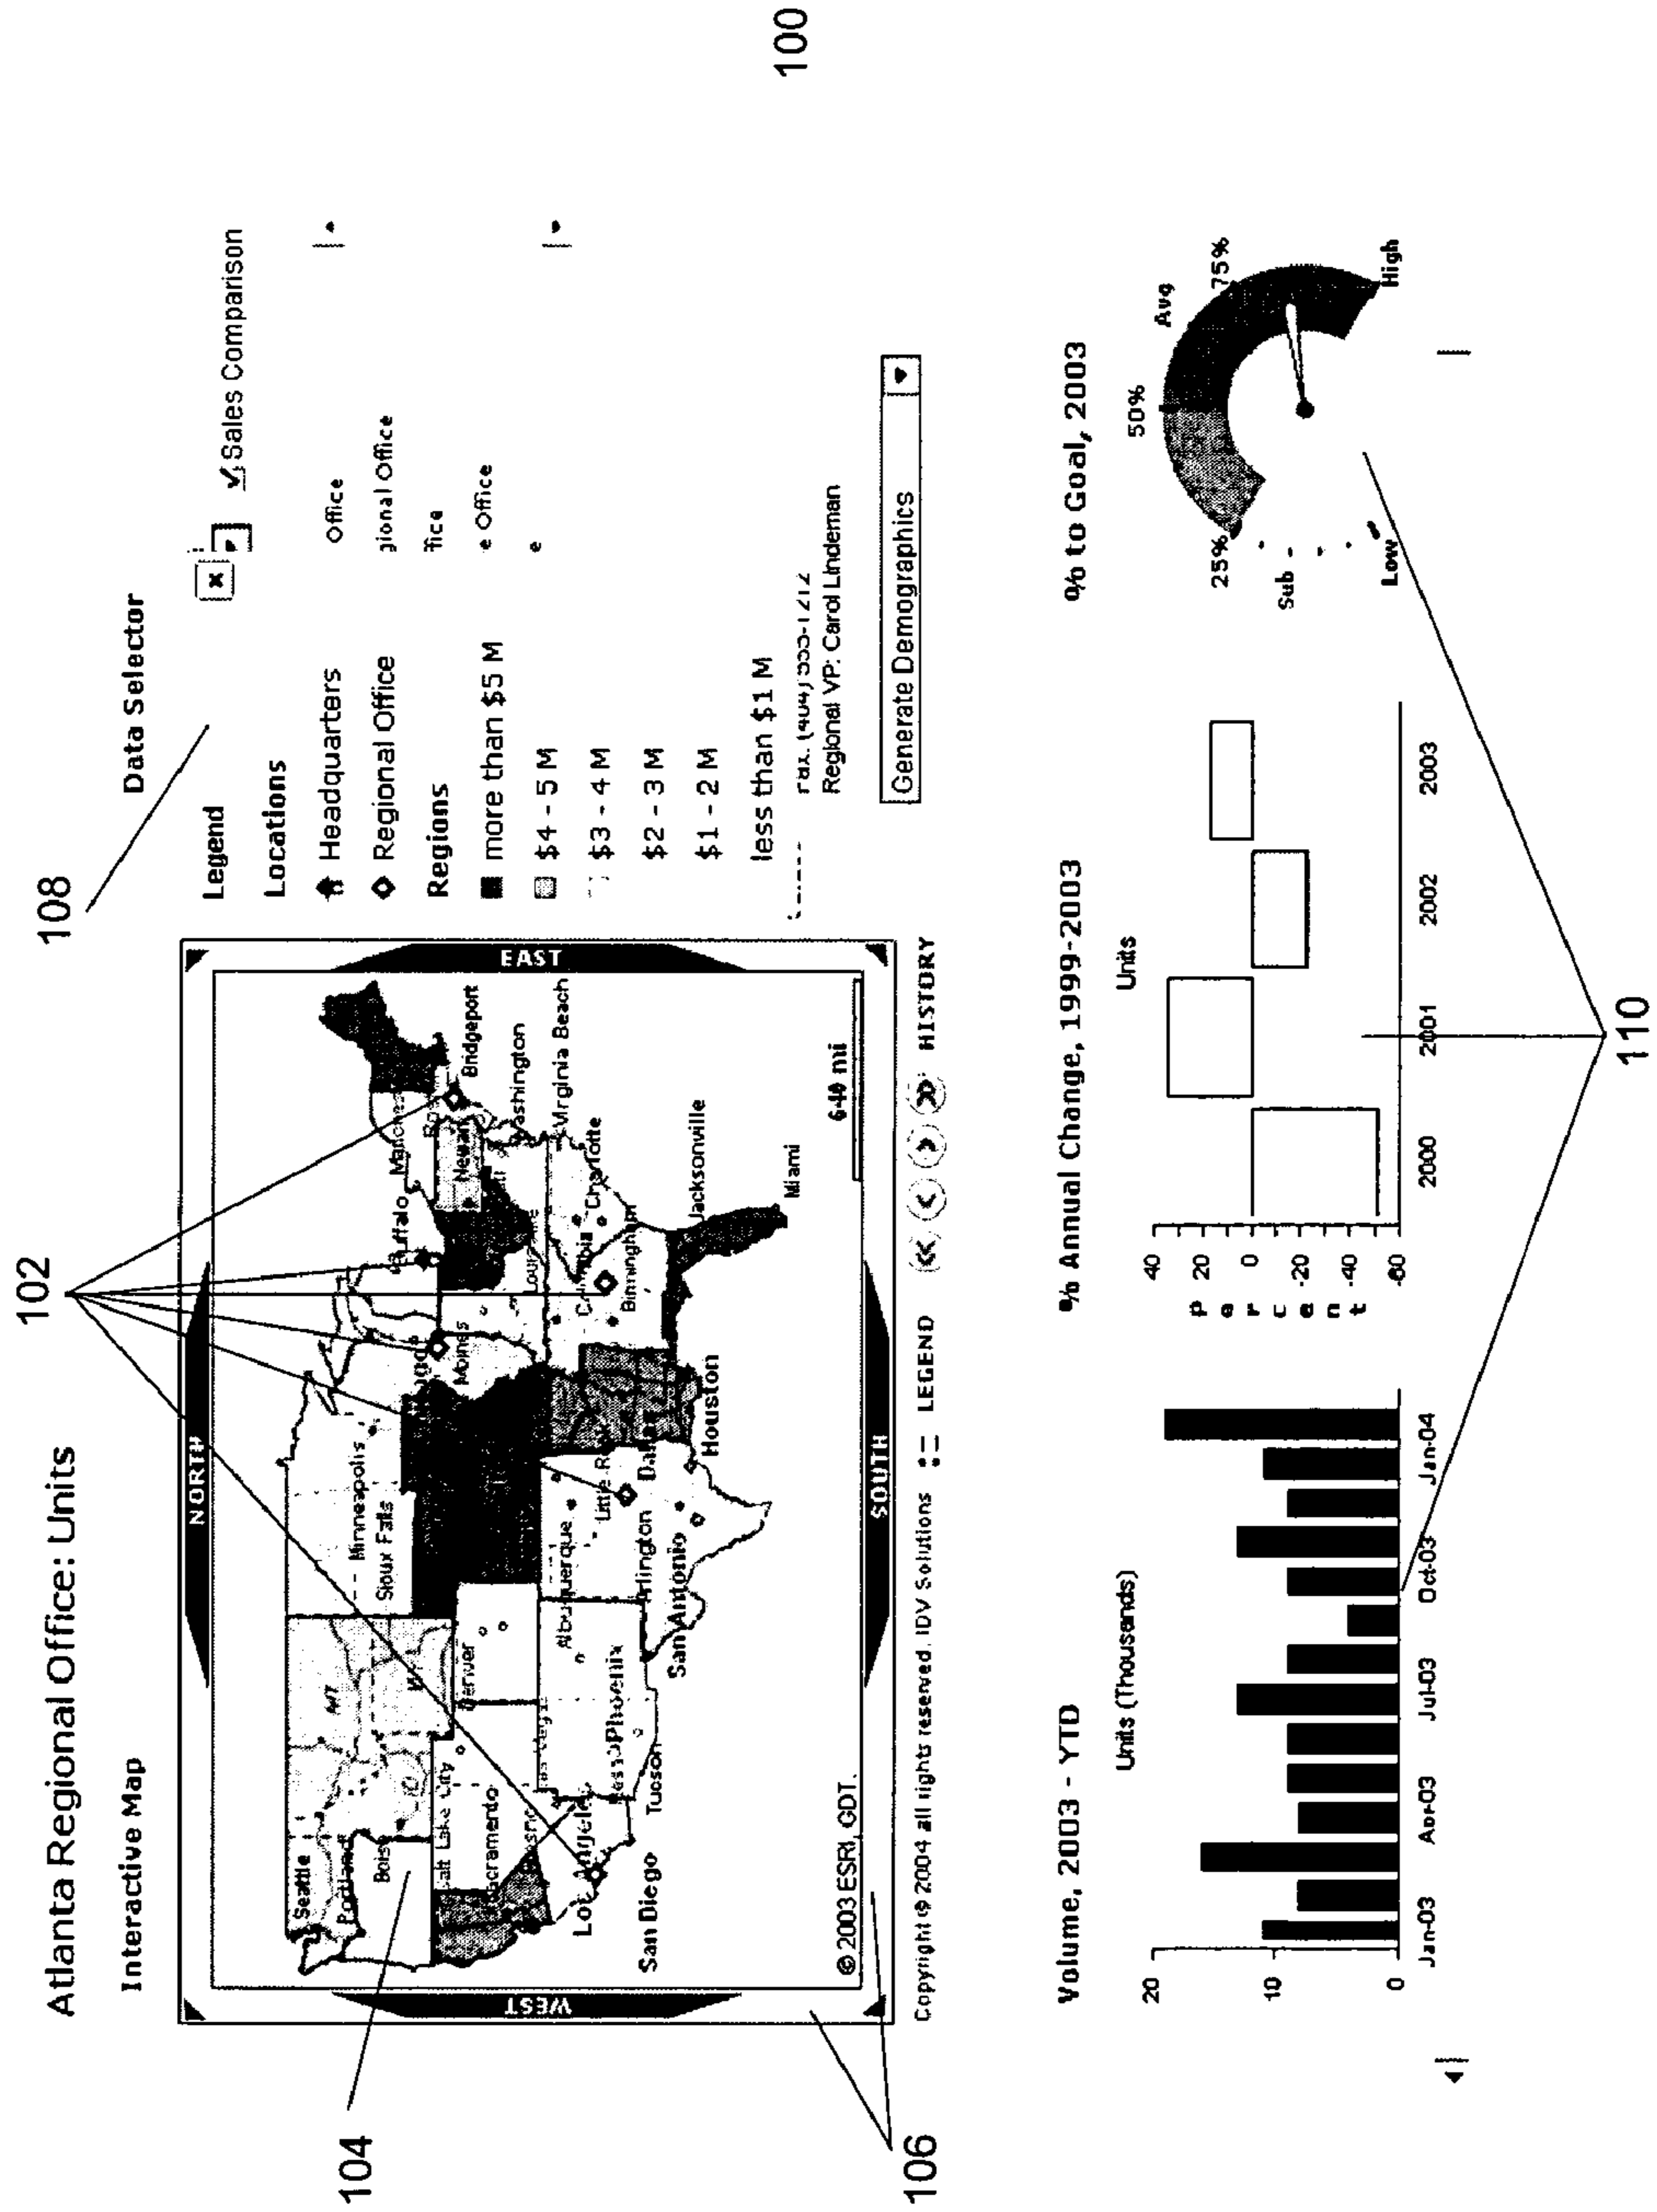 Atlanta Regional Office: Units
102
108
100
Interactive Map
Data Selector
NORTH
WEST
EAST
SOUTH
Seattle
Portland
MT
Minneapolis
Sioux Falls
Buffalo
Bridgeport
Moines
Salt Lake City
Sacramento
Denver
Washington
Virginia Beach
Charlotte
Columbia
Birmingham
Albuquerque
Little Rock
Phoenix
Tucson
Los Angeles
San Diego
Arlington
Dallas
San Antonio
Houston
Jacksonville
Miami
640 mi
© 2003 ESRI, GDT.
Legend
Sales Comparison
Locations
Headquarters
Office
Regional Office
gional Office
Regions
ffice
more than $5 M
e Office
$4 - 5 M
e
$3 - 4 M
$2 - 3 M
$1 - 2 M
less than $1 M
Regional VP: Carol Lindeman
Generate Demographics
Copyright © 2004 all rights reserved. IDV Solutions
LEGEND
HISTORY
104
106
Volume, 2003 - YTD
Units (Thousands)
20
10
0
Jan-03
Apr-03
Jul-03
Oct-03
Jan-04
% Annual Change, 1999-2003
Units
Percent
40
20
0
-20
-40
-60
2000
2001
2002
2003
% to Goal, 2003
50%
Avg
25%
75%
Sub
Low
High
110